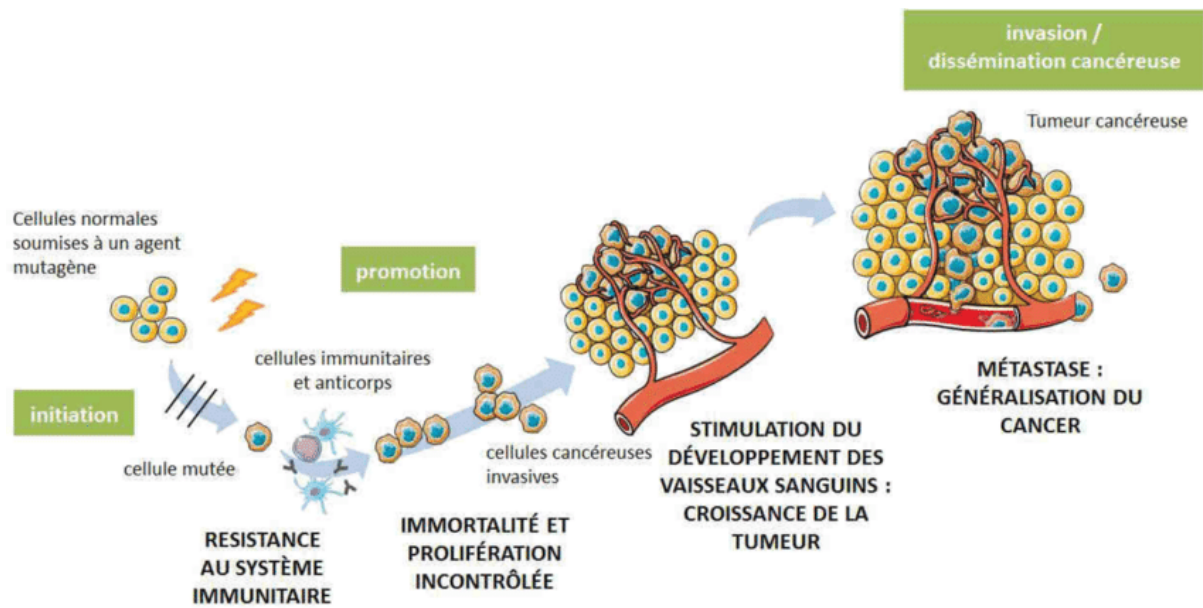 invasion /
dissémination cancéreuse
Tumeur cancéreuse
Cellules normales
soumises à un agent
mutagène
promotion
cellules immunitaires
et anticorps
initiation
cellule mutée
cellules cancéreuses
invasives
RESISTANCE
AU SYSTÈME
IMMUNITAIRE
IMMORTALITÉ ET
PROLIFÉRATION
INCONTRÔLÉE
STIMULATION DU
DÉVELOPPEMENT DES
VAISSEAUX SANGUINS :
CROISSANCE DE LA
TUMEUR
MÉTASTASE :
GÉNÉRALISATION DU
CANCER